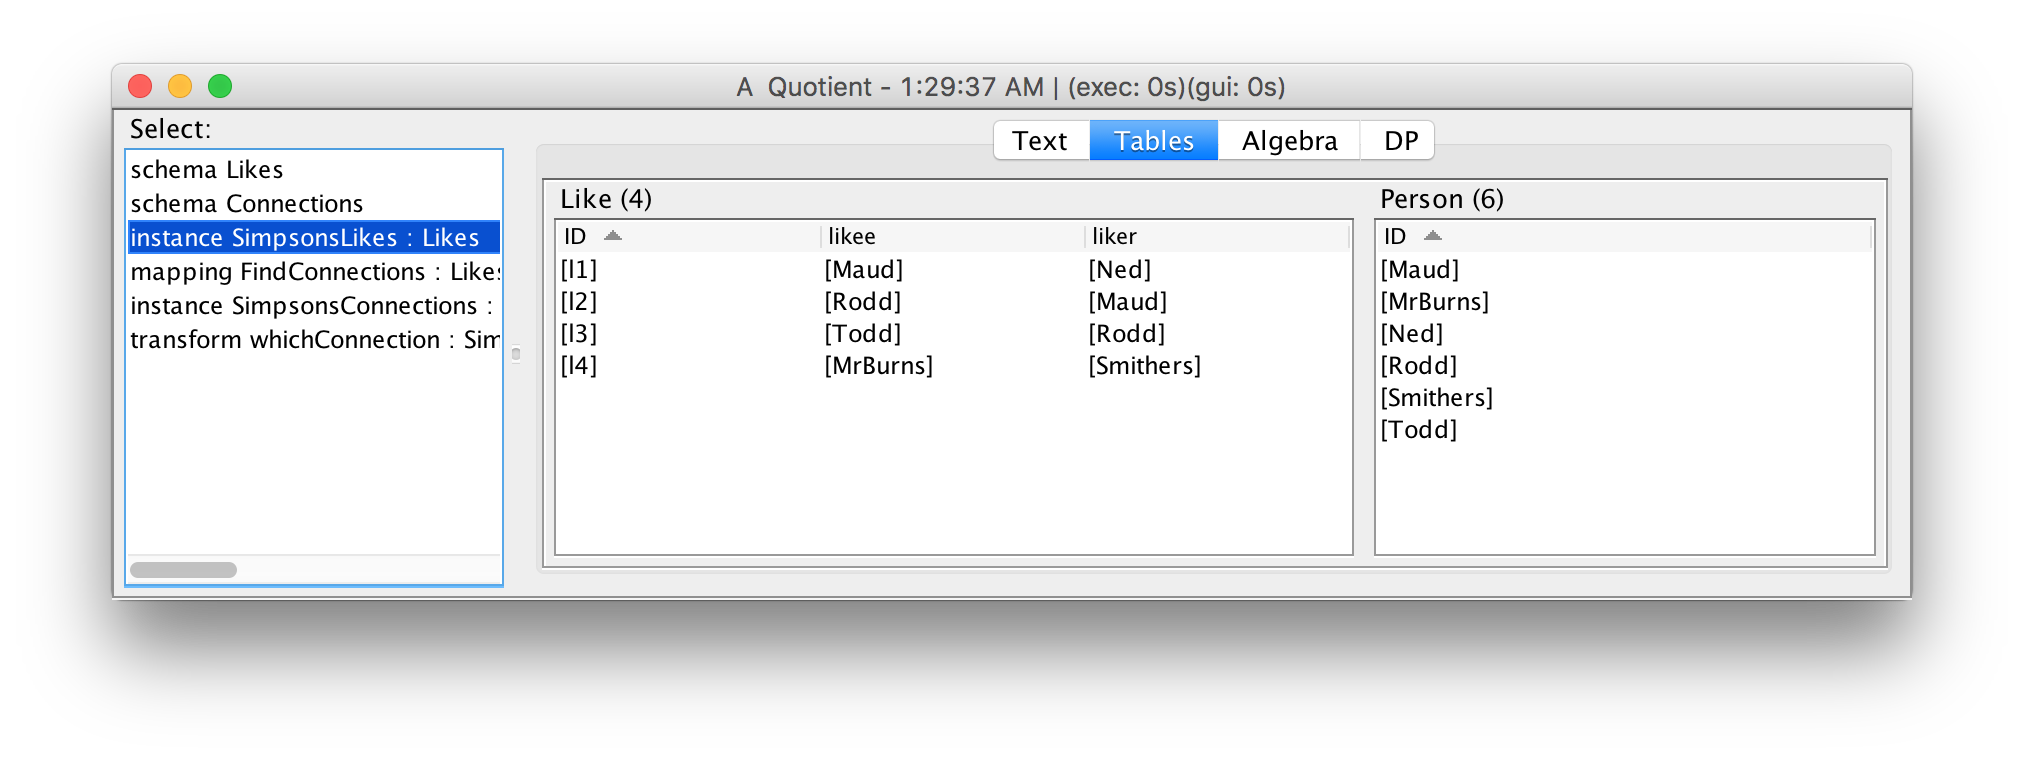 A Quotient - 1:29:37 AM | (exec: 0s)(gui: 0s)
Select:
schema Likes
schema Connections
instance SimpsonsLikes : Likes
mapping FindConnections : Likes
instance SimpsonsConnections :
transform whichConnection : Sim
Text Tables Algebra DP
Like (4)
ID likee liker
[l1] [Maud] [Ned]
[l2] [Rodd] [Maud]
[l3] [Todd] [Rodd]
[l4] [MrBurns] [Smithers]
Person (6)
ID
[Maud]
[MrBurns]
[Ned]
[Rodd]
[Smithers]
[Todd]